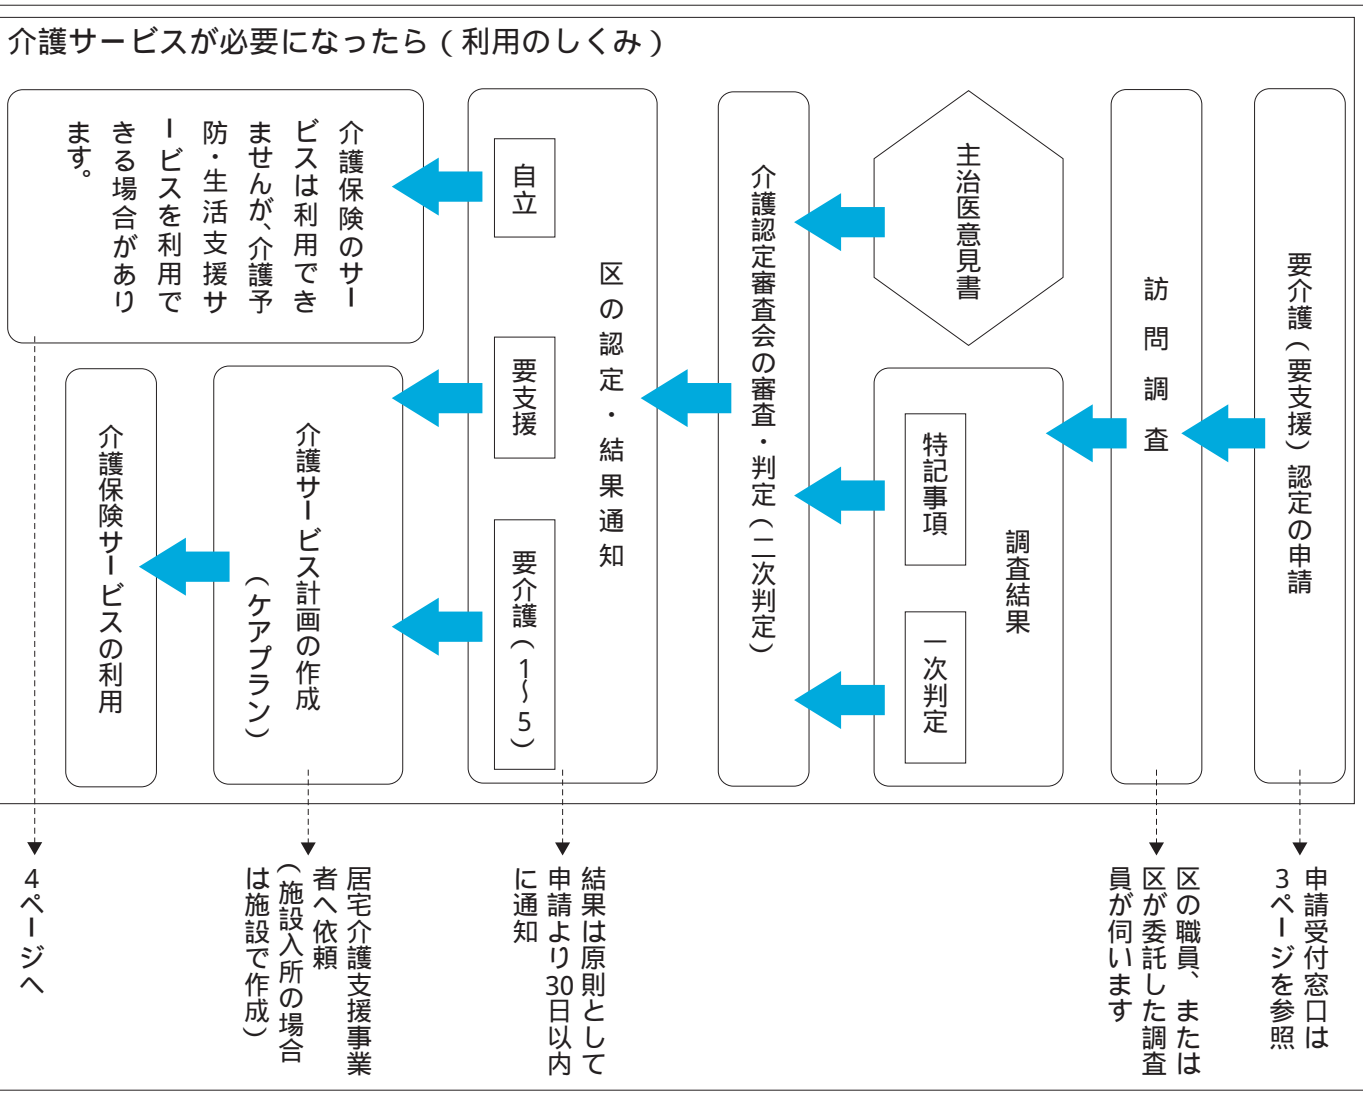 介護サービスが必要になったら（利用のしくみ）
要介護（要支援）認定の申請
訪問調査
主治医意見書
調査結果
特記事項
一次判定
介護認定審査会の審査・判定（二次判定）
区の認定・結果通知
自立
要支援
要介護（1～5）
介護保険のサー
ビスは利用でき
ませんが、介護予
防・生活支援サ
ービスを利用で
きる場合があり
ます。
介護サービス計画の作成
（ケアプラン）
介護保険サービスの利用
申請受付窓口は
3ページを参照
区の職員、または
区が委託した調査
員が伺います
結果は原則として
申請より30日以内
に通知
居宅介護支援事業
者へ依頼
（施設入所の場合
は施設で作成）
4ページへ